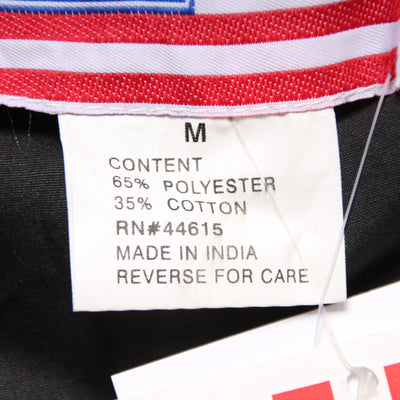 M
CONTENT
65% POLYESTER
35% COTTON
RN#44615
MADE IN INDIA
REVERSE FOR CARE